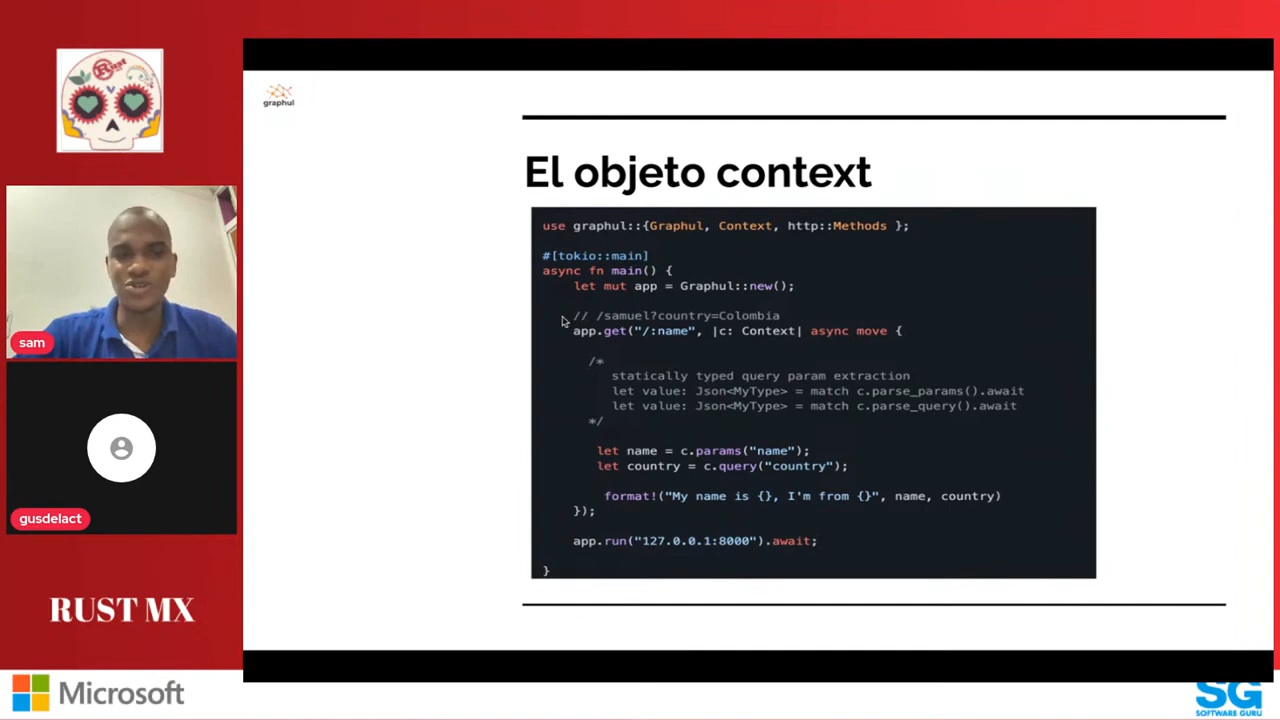 Rust
graphul
El objeto context
use graphul::{Graphul, Context, http::Methods };
#[tokio::main]
async fn main() {
let mut app = Graphul::new();
// /samuel?country=Colombia
app.get("/:name", |c: Context| async move {
/*
statically typed query param extraction
let value: Json<MyType> = match c.parse_params().await
let value: Json<MyType> = match c.parse_query().await
*/
let name = c.params("name");
let country = c.query("country");
format!("My name is {}, I'm from {}", name, country)
});
app.run("127.0.0.1:8000").await;
}
sam
gusdelact
RUST MX
Microsoft
SG
SOFTWARE GURU